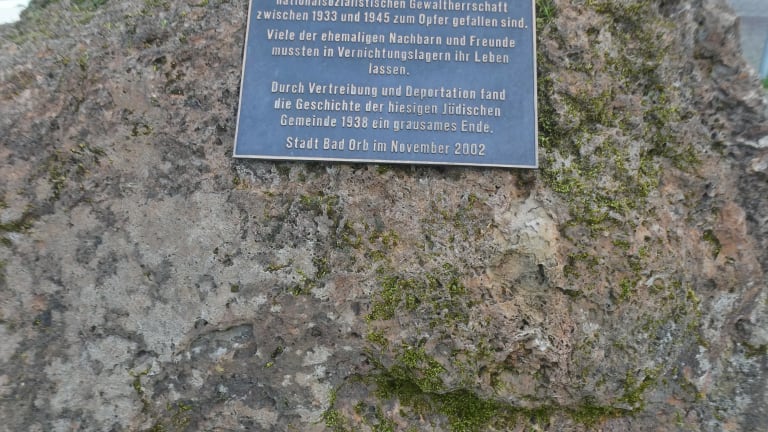 nationalsozialistischen Gewaltherrschaft
zwischen 1933 und 1945 zum Opfer gefallen sind.
Viele der ehemaligen Nachbarn und Freunde
mussten in Vernichtungslagern ihr Leben
lassen.
Durch Vertreibung und Deportation fand
die Geschichte der hiesigen Jüdischen
Gemeinde 1938 ein grausames Ende.
Stadt Bad Orb im November 2002